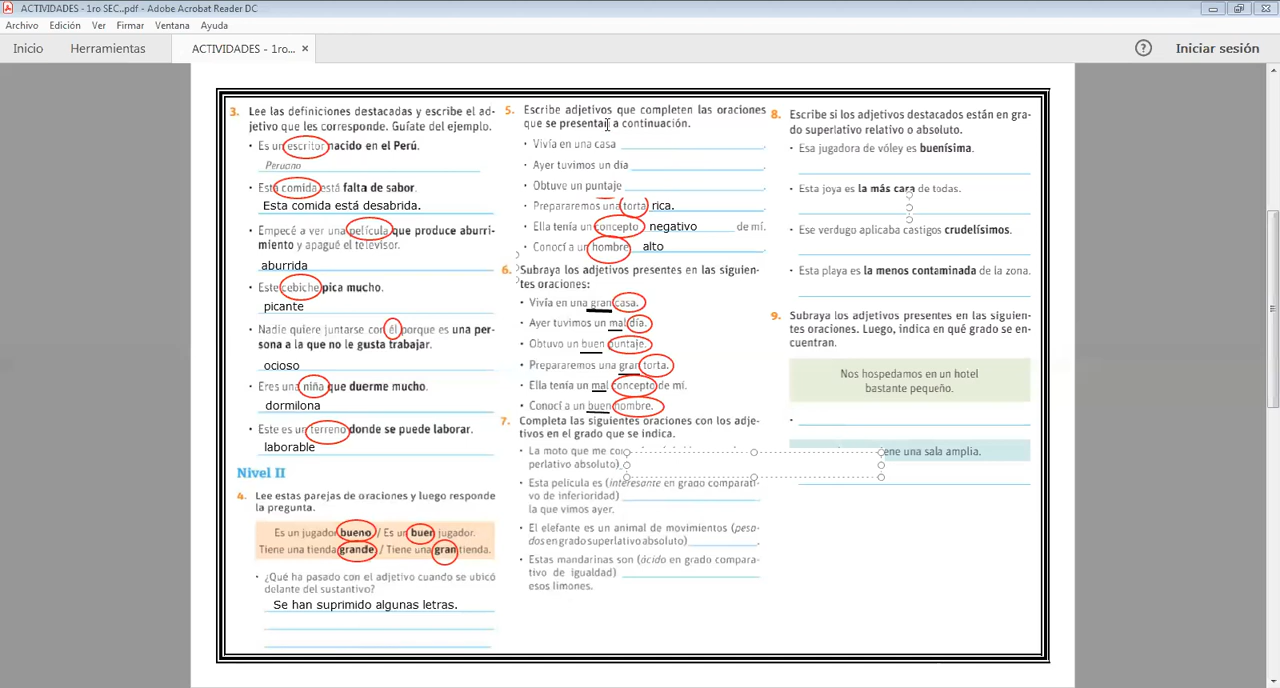 ACTIVIDADES - 1ro SEC..pdf - Adobe Acrobat Reader DC
Archivo Edición Ver Firmar Ventana Ayuda
Inicio Herramientas ACTIVIDADES - 1ro... × ? Iniciar sesión
3. Lee las definiciones destacadas y escribe el ad-
jetivo que les corresponde. Guíate del ejemplo.
• Es un escritor nacido en el Perú.
Peruano
• Esta comida está falta de sabor.
Esta comida está desabrida.
• Empecé a ver una película que produce aburri-
miento y apagué el televisor.
aburrida
• Este cebiche pica mucho.
picante
• Nadie quiere juntarse con él porque es una per-
sona a la que no le gusta trabajar.
ocioso
• Eres una niña que duerme mucho.
dormilona
• Este es un terreno donde se puede laborar.
laborable
Nivel II
4. Lee estas parejas de oraciones y luego responde
la pregunta.
Es un jugador bueno / Es un buen jugador.
Tiene una tienda grande / Tiene una gran tienda.
• ¿Qué ha pasado con el adjetivo cuando se ubicó
delante del sustantivo?
Se han suprimido algunas letras.
5. Escribe adjetivos que completen las oraciones
que se presentan a continuación.
• Vivía en una casa .
• Ayer tuvimos un día .
• Obtuve un puntaje .
• Prepararemos una torta rica.
• Ella tenía un concepto negativo de mí.
• Conocí a un hombre alto .
6. Subraya los adjetivos presentes en las siguien-
tes oraciones:
• Vivía en una gran casa.
• Ayer tuvimos un mal día.
• Obtuvo un buen puntaje.
• Prepararemos una gran torta.
• Ella tenía un mal concepto de mí.
• Conocí a un buen hombre.
7. Completa las siguientes oraciones con los adje-
tivos en el grado que se indica.
• La moto que me
perlativo absoluto)
• Esta película es (interesante en grado comparati-
vo de inferioridad)
la que vimos ayer.
• El elefante es un animal de movimientos (pesa-
dos en grado superlativo absoluto) .
• Estas mandarinas son (ácido en grado compara-
tivo de igualdad)
esos limones.
8. Escribe si los adjetivos destacados están en gra-
do superlativo relativo o absoluto.
• Esa jugadora de vóley es buenísima.
• Esta joya es la más cara de todas.
• Ese verdugo aplicaba castigos crudelísimos.
• Esta playa es la menos contaminada de la zona.
9. Subraya los adjetivos presentes en las siguien-
tes oraciones. Luego, indica en qué grado se en-
cuentran.
Nos hospedamos en un hotel
bastante pequeño.
•
una sala amplia.